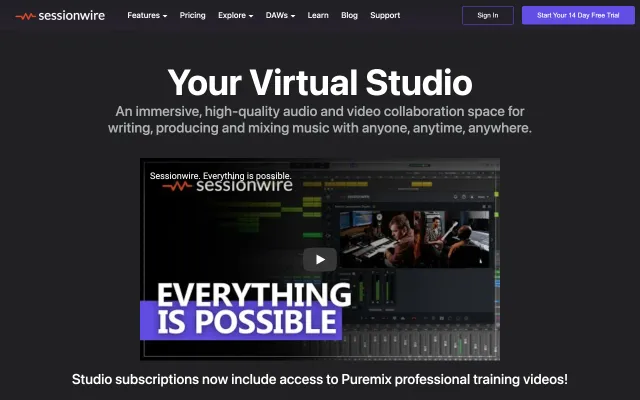 sessionwire Features Pricing Explore DAWs Learn Blog Support Sign In Start Your 14 Day Free Trial
Your Virtual Studio
An immersive, high-quality audio and video collaboration space for
writing, producing and mixing music with anyone, anytime, anywhere.
Sessionwire. Everything is possible.
sessionwire
EVERYTHING
IS POSSIBLE
Studio subscriptions now include access to Puremix professional training videos!